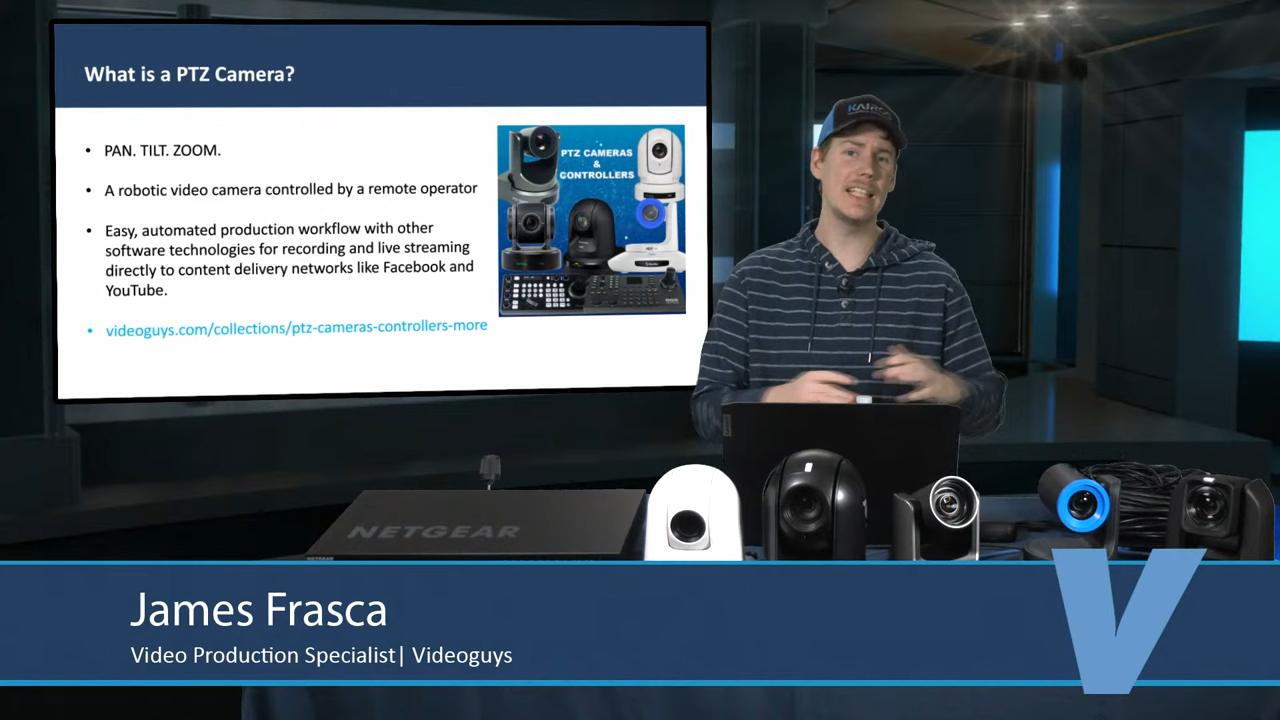 What is a PTZ Camera?
• PAN. TILT. ZOOM.
• A robotic video camera controlled by a remote operator
• Easy, automated production workflow with other
software technologies for recording and live streaming
directly to content delivery networks like Facebook and
YouTube.
• videoguys.com/collections/ptz-cameras-controllers-more
PTZ CAMERAS
&
CONTROLLERS
NETGEAR
NETGEAR
James Frasca
Video Production Specialist| Videoguys
V